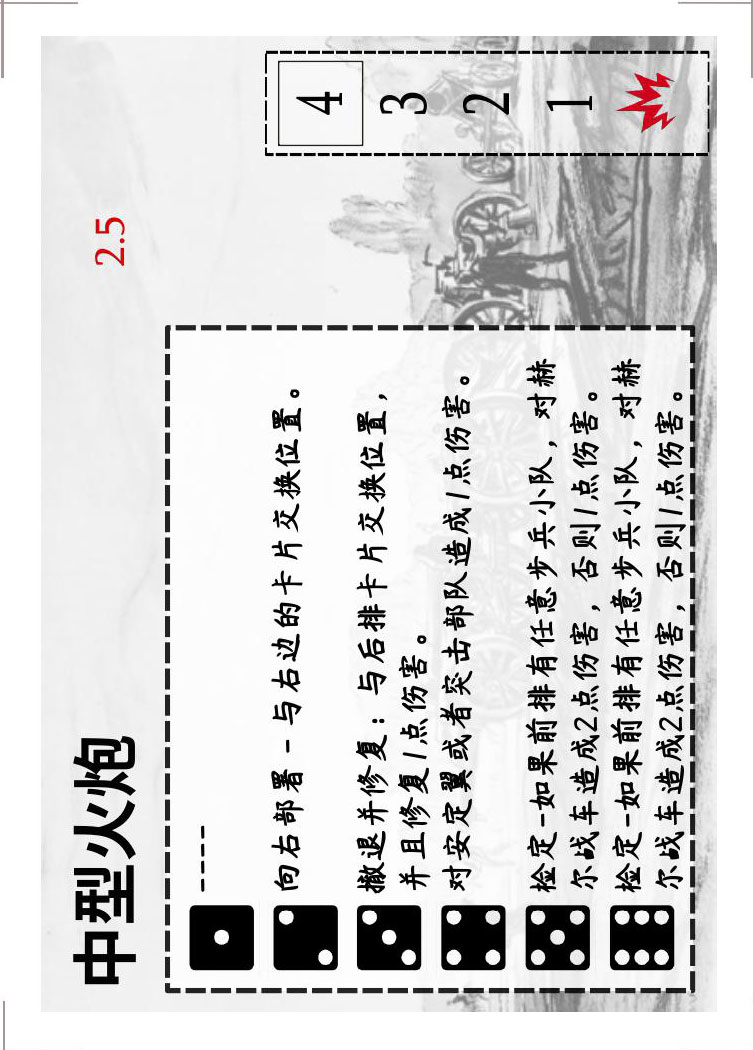 中型火炮
2.5
4 3 2 1
----
向右部署-与右边的卡片交换位置。
撤退并修复：与后排卡片交换位置，
并且修复1点伤害。
对安定翼或者突击部队造成1点伤害。
检定-如果前排有任意步兵小队，对赫
尔战车造成2点伤害，否则1点伤害。
检定-如果前排有任意步兵小队，对赫
尔战车造成2点伤害，否则1点伤害。